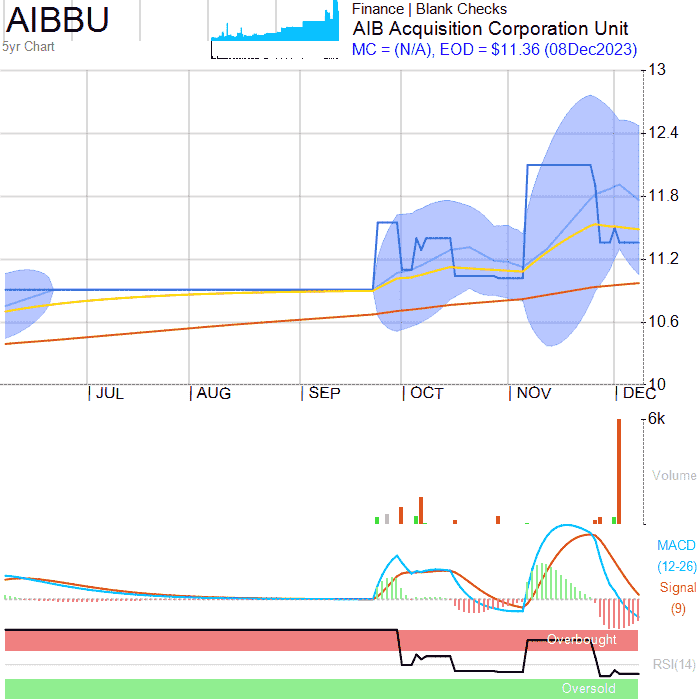 AIBBU
5yr Chart
Finance | Blank Checks
AIB Acquisition Corporation Unit
MC = (N/A), EOD = $11.36 (08Dec2023)
13
12.4
11.8
11.2
10.6
10
JUL AUG SEP OCT NOV DEC
6k
Volume
MACD
(12-26)
Signal
(9)
Overbought
RSI(14)
Oversold